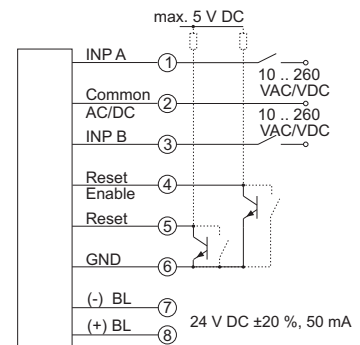 max. 5 V DC
INP A
1
10 .. 260
VAC/VDC
Common
AC/DC
2
10 .. 260
VAC/VDC
INP B
3
Reset
Enable
4
Reset
5
GND
6
(-) BL
7
(+) BL
8
24 V DC ±20 %, 50 mA